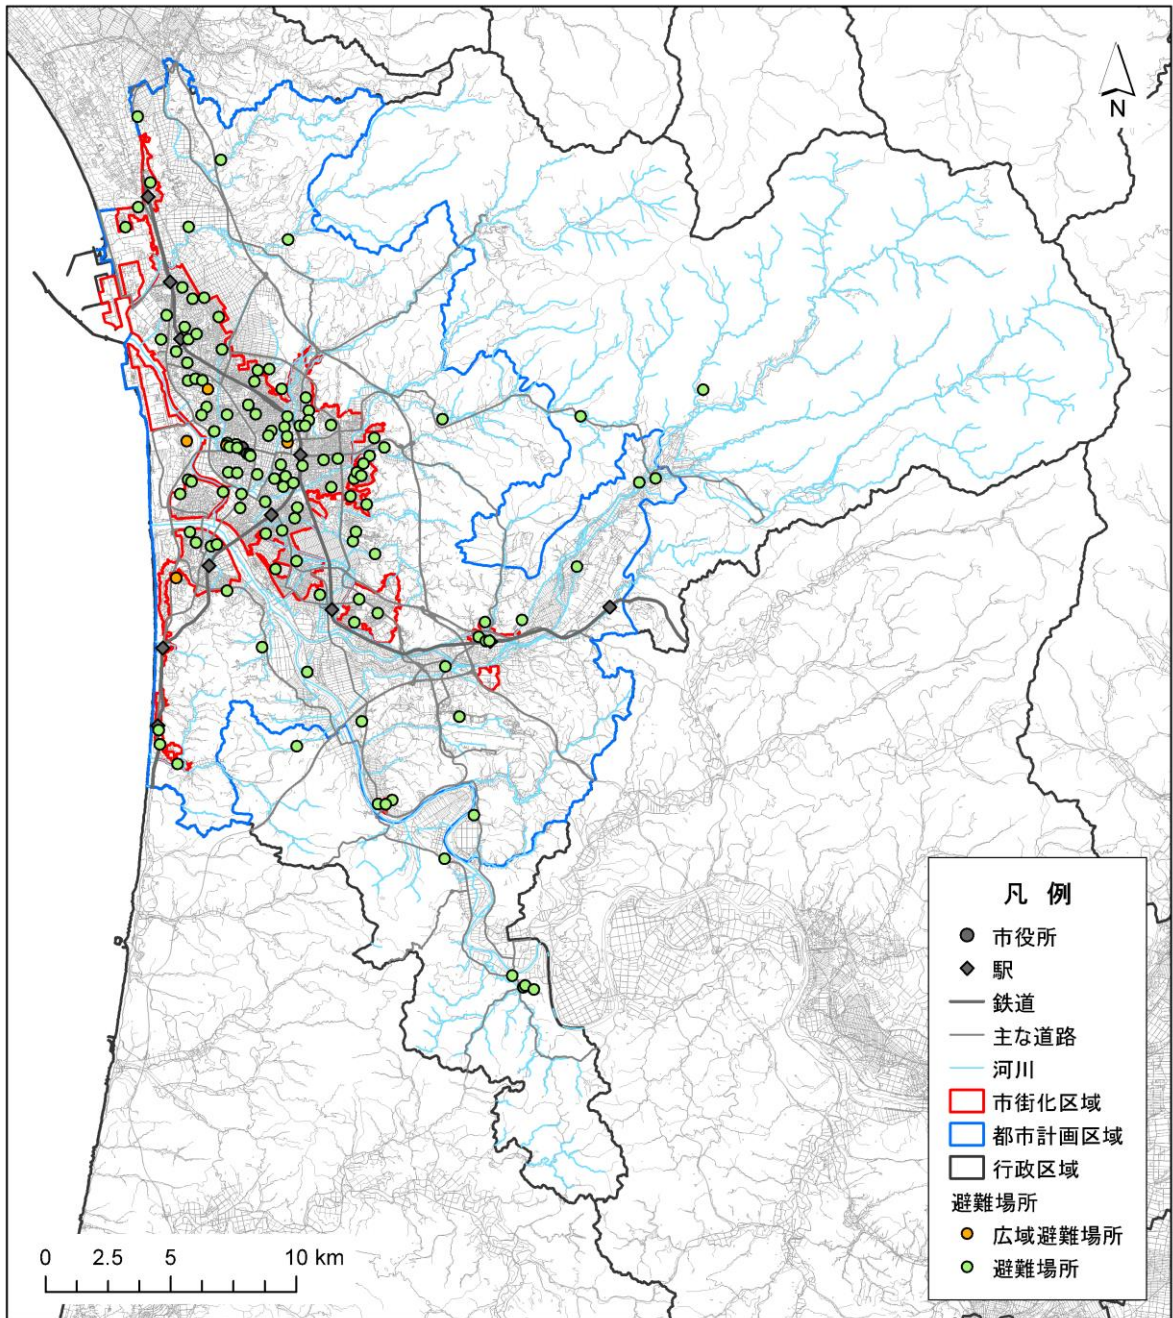 N
凡 例
市役所
駅
鉄道
主な道路
河川
市街化区域
都市計画区域
行政区域
避難場所
広域避難場所
避難場所
0 2.5 5 10 km